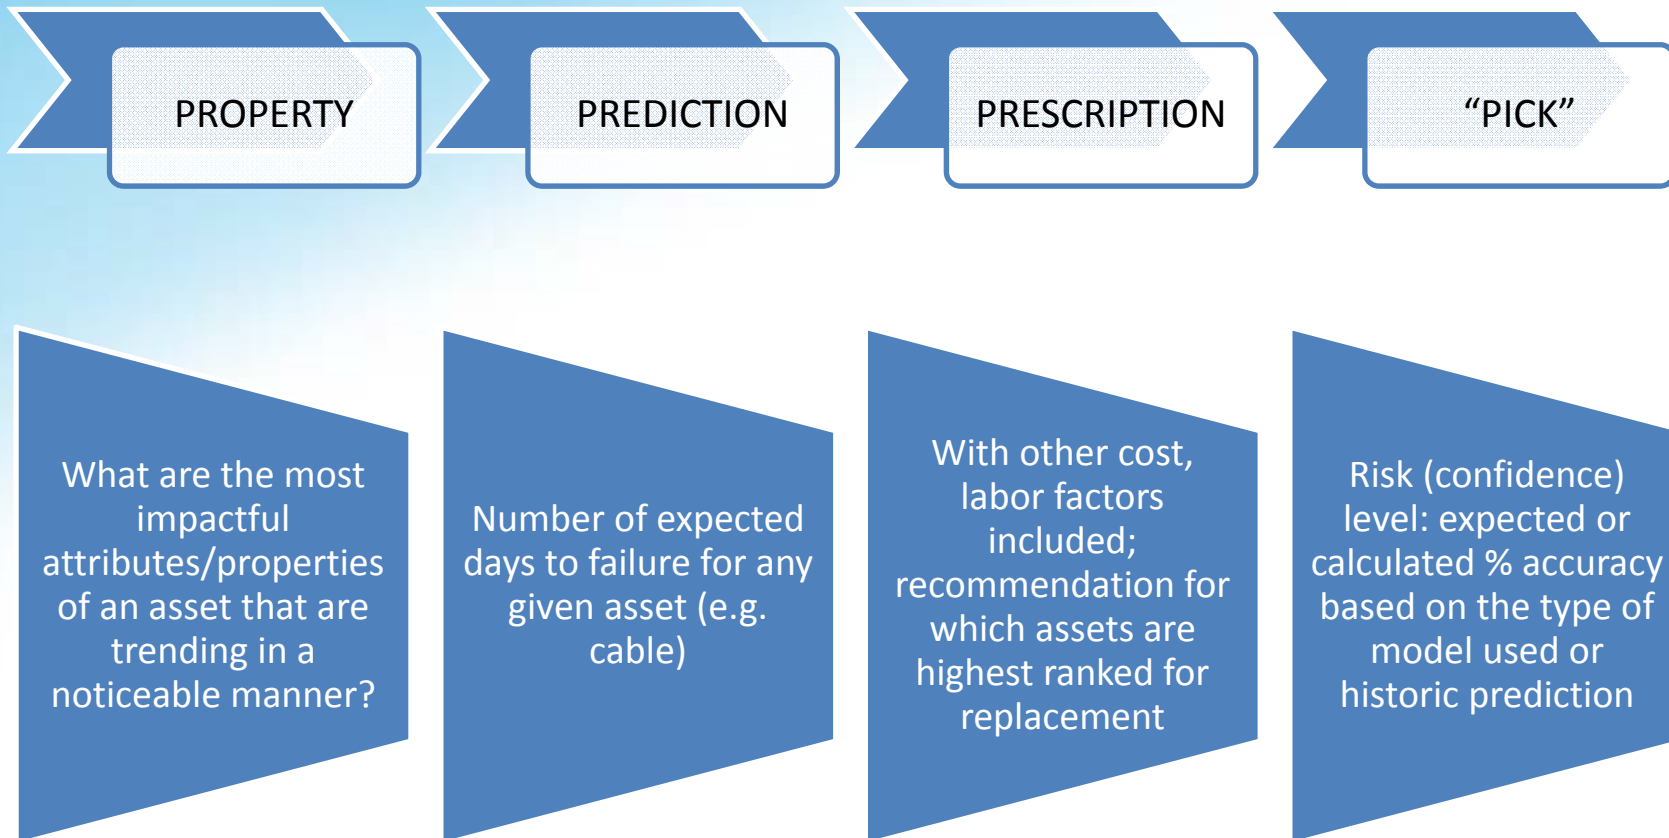 PROPERTY
PREDICTION
PRESCRIPTION
“PICK”
What are the most
impactful
attributes/properties
of an asset that are
trending in a
noticeable manner?
Number of expected
days to failure for any
given asset (e.g.
cable)
With other cost,
labor factors
included;
recommendation for
which assets are
highest ranked for
replacement
Risk (confidence)
level: expected or
calculated % accuracy
based on the type of
model used or
historic prediction